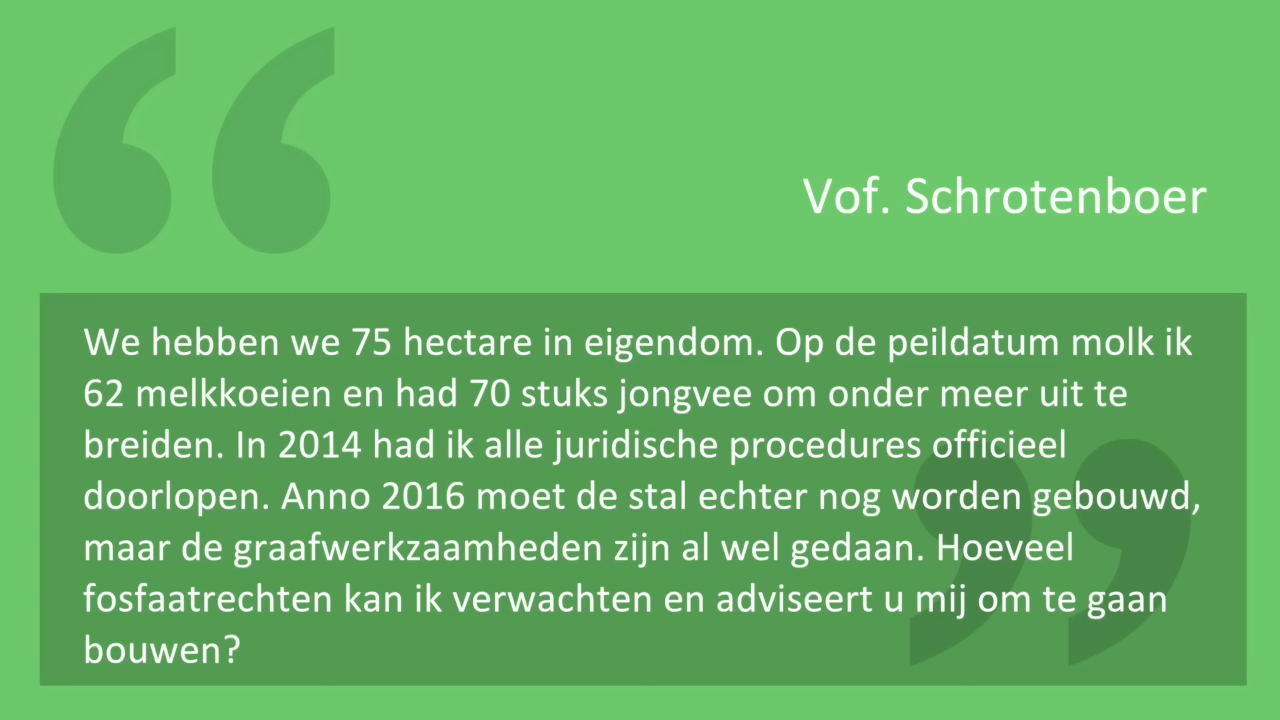 Vof. Schrotenboer
We hebben we 75 hectare in eigendom. Op de peildatum molk ik
62 melkkoeien en had 70 stuks jongvee om onder meer uit te
breiden. In 2014 had ik alle juridische procedures officieel
doorlopen. Anno 2016 moet de stal echter nog worden gebouwd,
maar de graafwerkzaamheden zijn al wel gedaan. Hoeveel
fosfaatrechten kan ik verwachten en adviseert u mij om te gaan
bouwen?